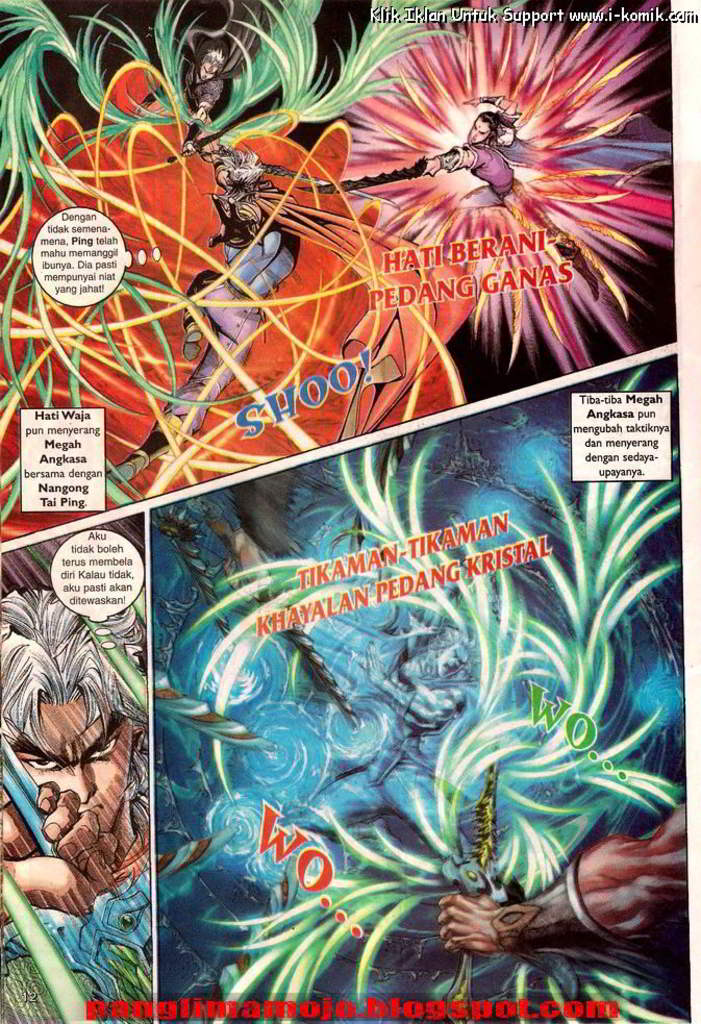 Klik Iklan Untuk Support www.i-komik.com
Dengan
tidak semena-
mena, Ping telah
mahu memanggil
ibunya. Dia pasti
mempunyai niat
yang jahat!
HATI BERANI-
PEDANG GANAS
SHOO!
Hati Waja
pun menyerang
Megah
Angkasa
bersama dengan
Nangong
Tai Ping.
Tiba-tiba Megah
Angkasa pun
mengubah taktiknya
dan menyerang
dengan sedaya-
upayanya.
Aku
tidak boleh
terus membela
diri Kalau tidak,
aku pasti akan
ditewaskan!
TIKAMAN-TIKAMAN
KHAYALAN PEDANG KRISTAL
WO...
WO...
12
panglimamojo.blogspot.com